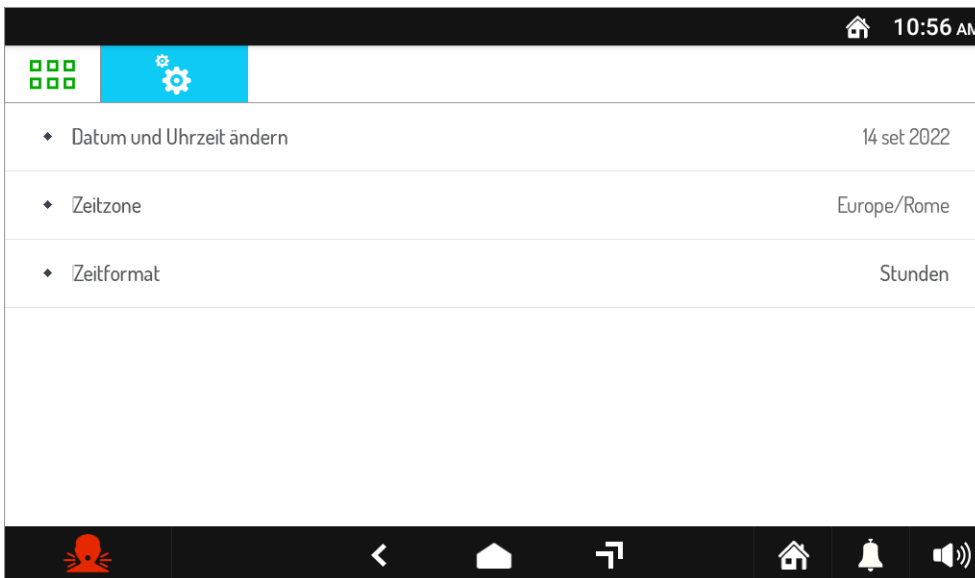 10:56 AM
Datum und Uhrzeit ändern 14 set 2022
Zeitzone Europe/Rome
Zeitformat Stunden